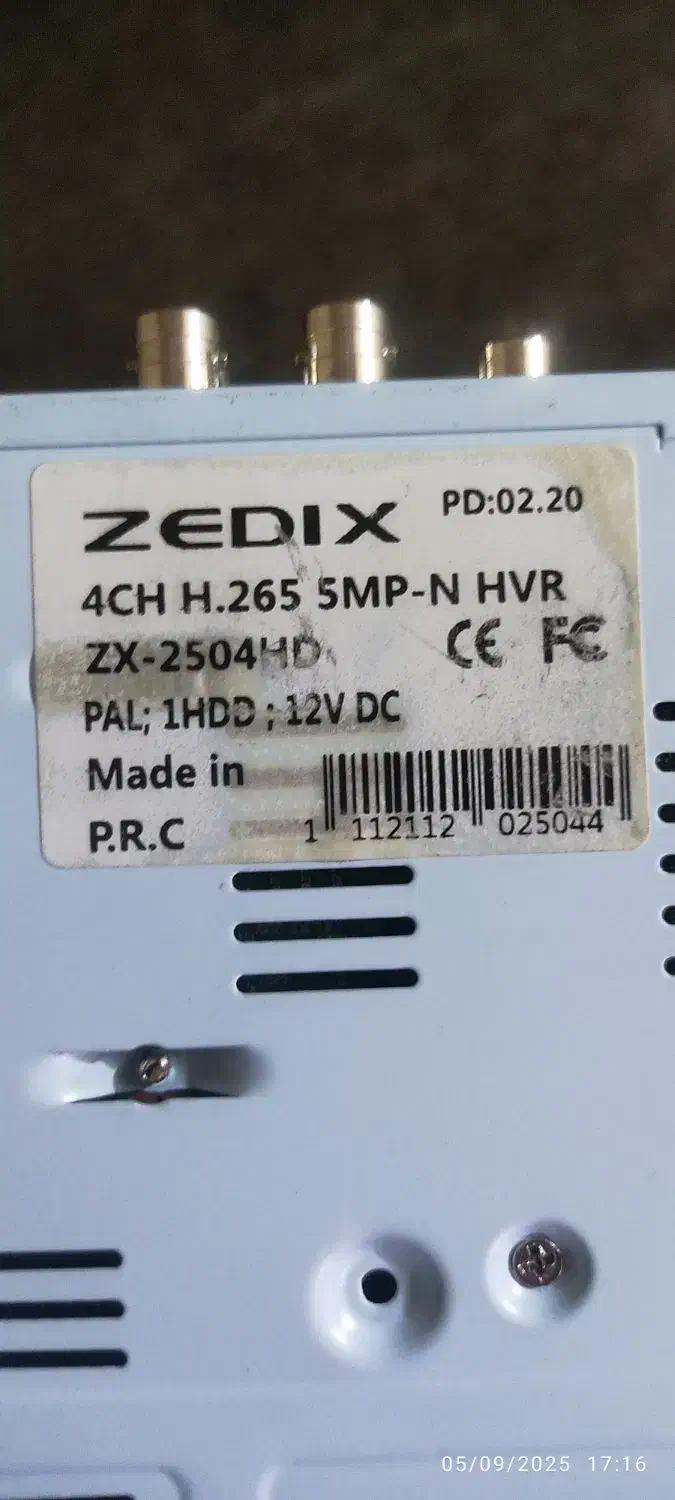 ZEDIX PD:02.20
4CH H.265 5MP-N HVR
ZX-2504HD CE FC
PAL; 1HDD ; 12V DC
Made in
P.R.C
1 112112 025044
05/09/2025 17:16